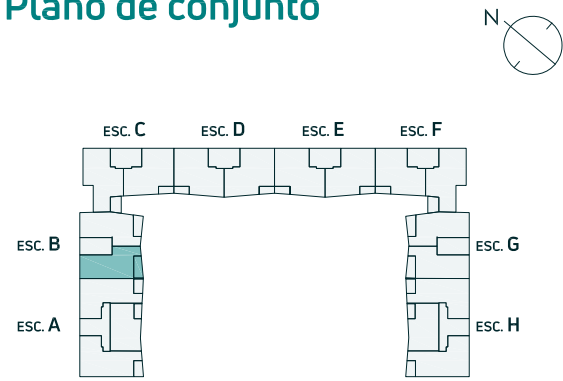 Plano de conjunto
N
ESC. C
ESC. D
ESC. E
ESC. F
ESC. B
ESC. G
ESC. A
ESC. H